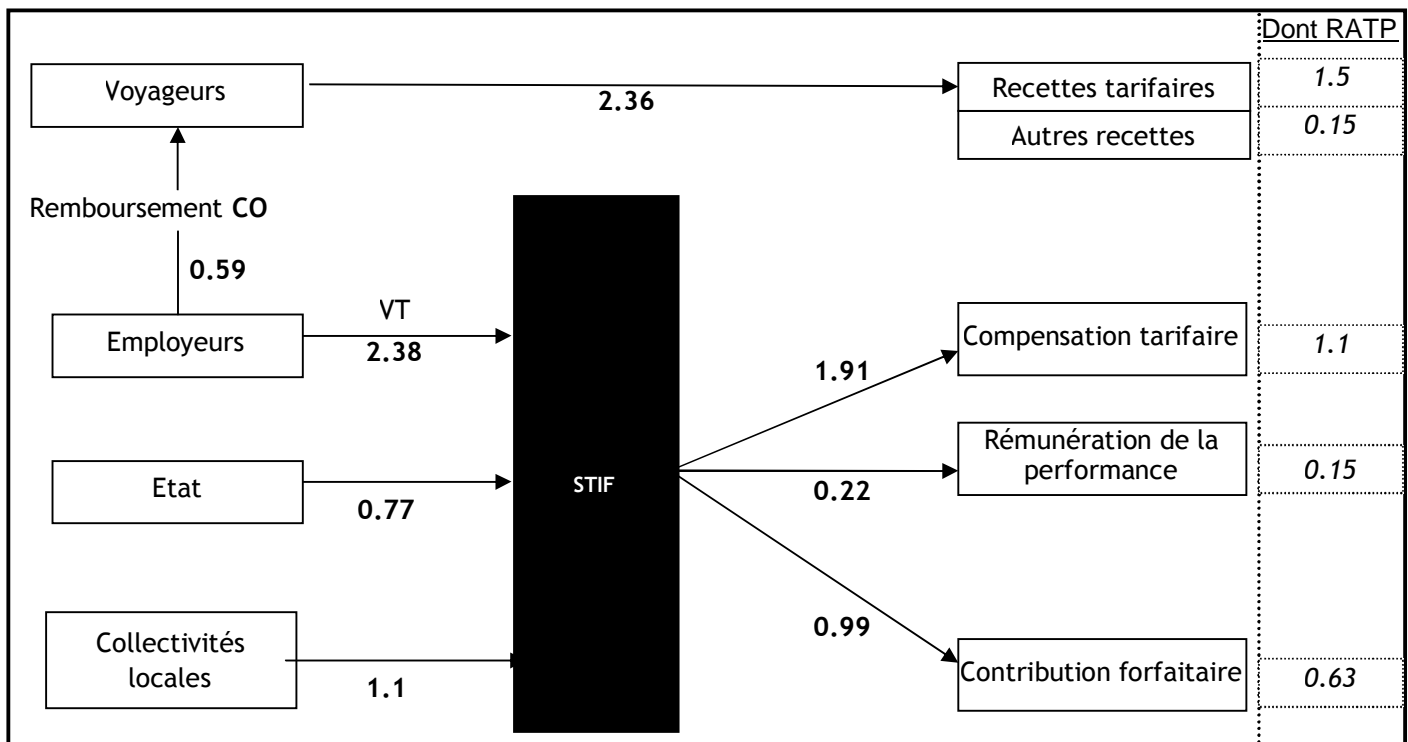 Dont RATP
Voyageurs
2.36
Recettes tarifaires
1.5
Autres recettes
0.15
Remboursement CO
0.59
Employeurs
VT
2.38
Compensation tarifaire
1.1
1.91
Etat
0.77
STIF
Rémunération de la
performance
0.15
0.22
Collectivités
locales
1.1
0.99
Contribution forfaitaire
0.63